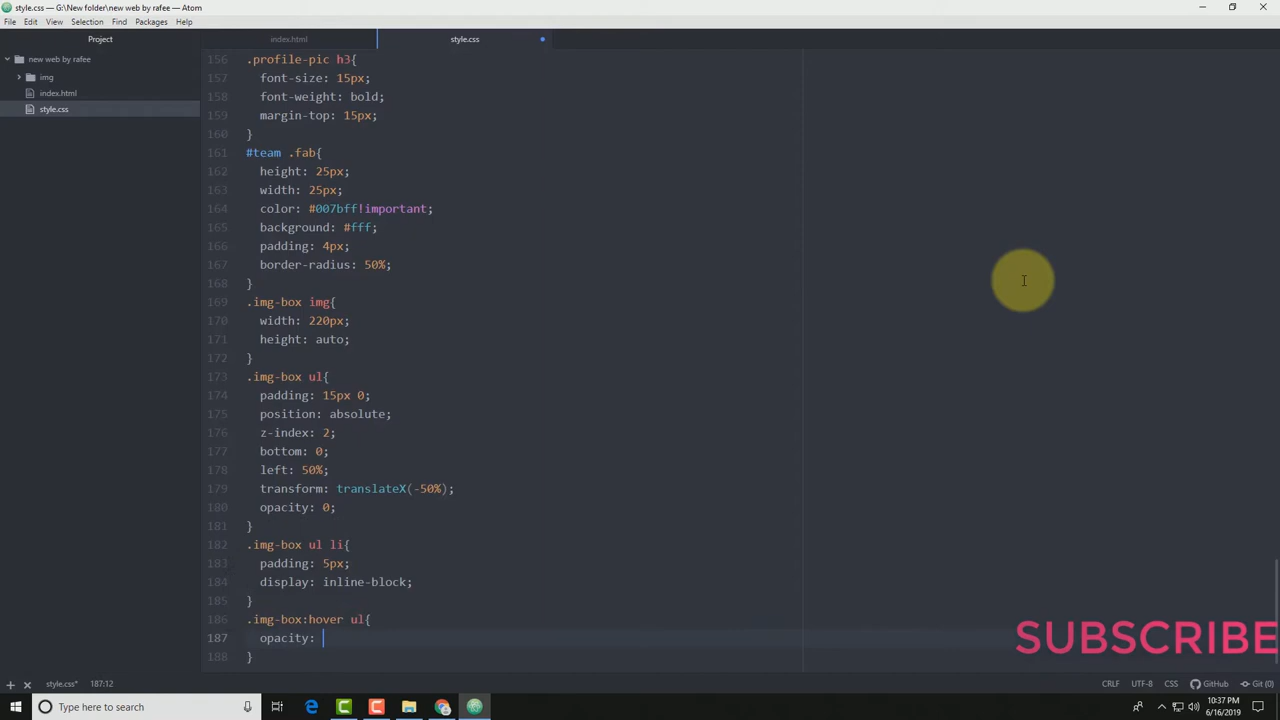 style.css — G:\New folder\new web by rafee — Atom
File Edit View Selection Find Packages Help
Project
index.html
style.css
new web by rafee
img
index.html
style.css
156 .profile-pic h3{
157 font-size: 15px;
158 font-weight: bold;
159 margin-top: 15px;
160 }
161 #team .fab{
162 height: 25px;
163 width: 25px;
164 color: #007bff!important;
165 background: #fff;
166 padding: 4px;
167 border-radius: 50%;
168 }
169 .img-box img{
170 width: 220px;
171 height: auto;
172 }
173 .img-box ul{
174 padding: 15px 0;
175 position: absolute;
176 z-index: 2;
177 bottom: 0;
178 left: 50%;
179 transform: translateX(-50%);
180 opacity: 0;
181 }
182 .img-box ul li{
183 padding: 5px;
184 display: inline-block;
185 }
186 .img-box:hover ul{
187 opacity:
188 }
SUBSCRIBE
style.css* 187:12
CRLF UTF-8 CSS GitHub Git (0)
Type here to search
10:37 PM
6/16/2019